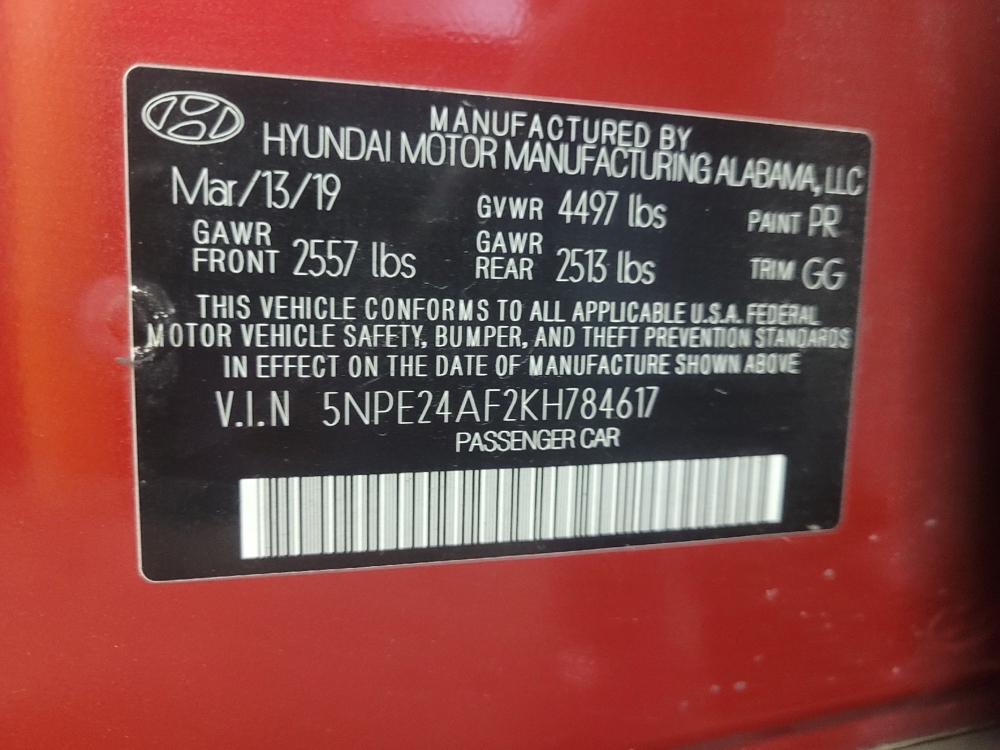 MANUFACTURED BY
HYUNDAI MOTOR MANUFACTURING ALABAMA, LLC
Mar/13/19 GVWR 4497 lbs PAINT PR
GAWR FRONT 2557 lbs GAWR REAR 2513 lbs TRIM GG
THIS VEHICLE CONFORMS TO ALL APPLICABLE U.S.A. FEDERAL
MOTOR VEHICLE SAFETY, BUMPER, AND THEFT PREVENTION STANDARDS
IN EFFECT ON THE DATE OF MANUFACTURE SHOWN ABOVE
V.I.N 5NPE24AF2KH784617
PASSENGER CAR